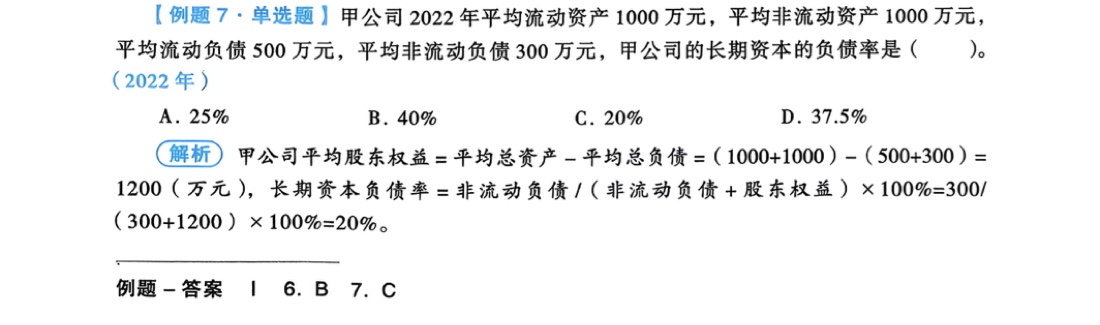 【例题 7·单选题】甲公司 2022 年平均流动资产 1000 万元，平均非流动资产 1000 万元，
平均流动负债 500 万元，平均非流动负债 300 万元，甲公司的长期资本的负债率是（　　）。
（2022 年）
A. 25%　B. 40%　C. 20%　D. 37.5%
解析 甲公司平均股东权益 = 平均总资产 – 平均总负债 =（1000+1000）–（500+300）=
1200（万元），长期资本负债率 = 非流动负债 /（非流动负债 + 股东权益）× 100%=300/
（300+1200）× 100%=20%。
例题 – 答案 | 6. B 7. C